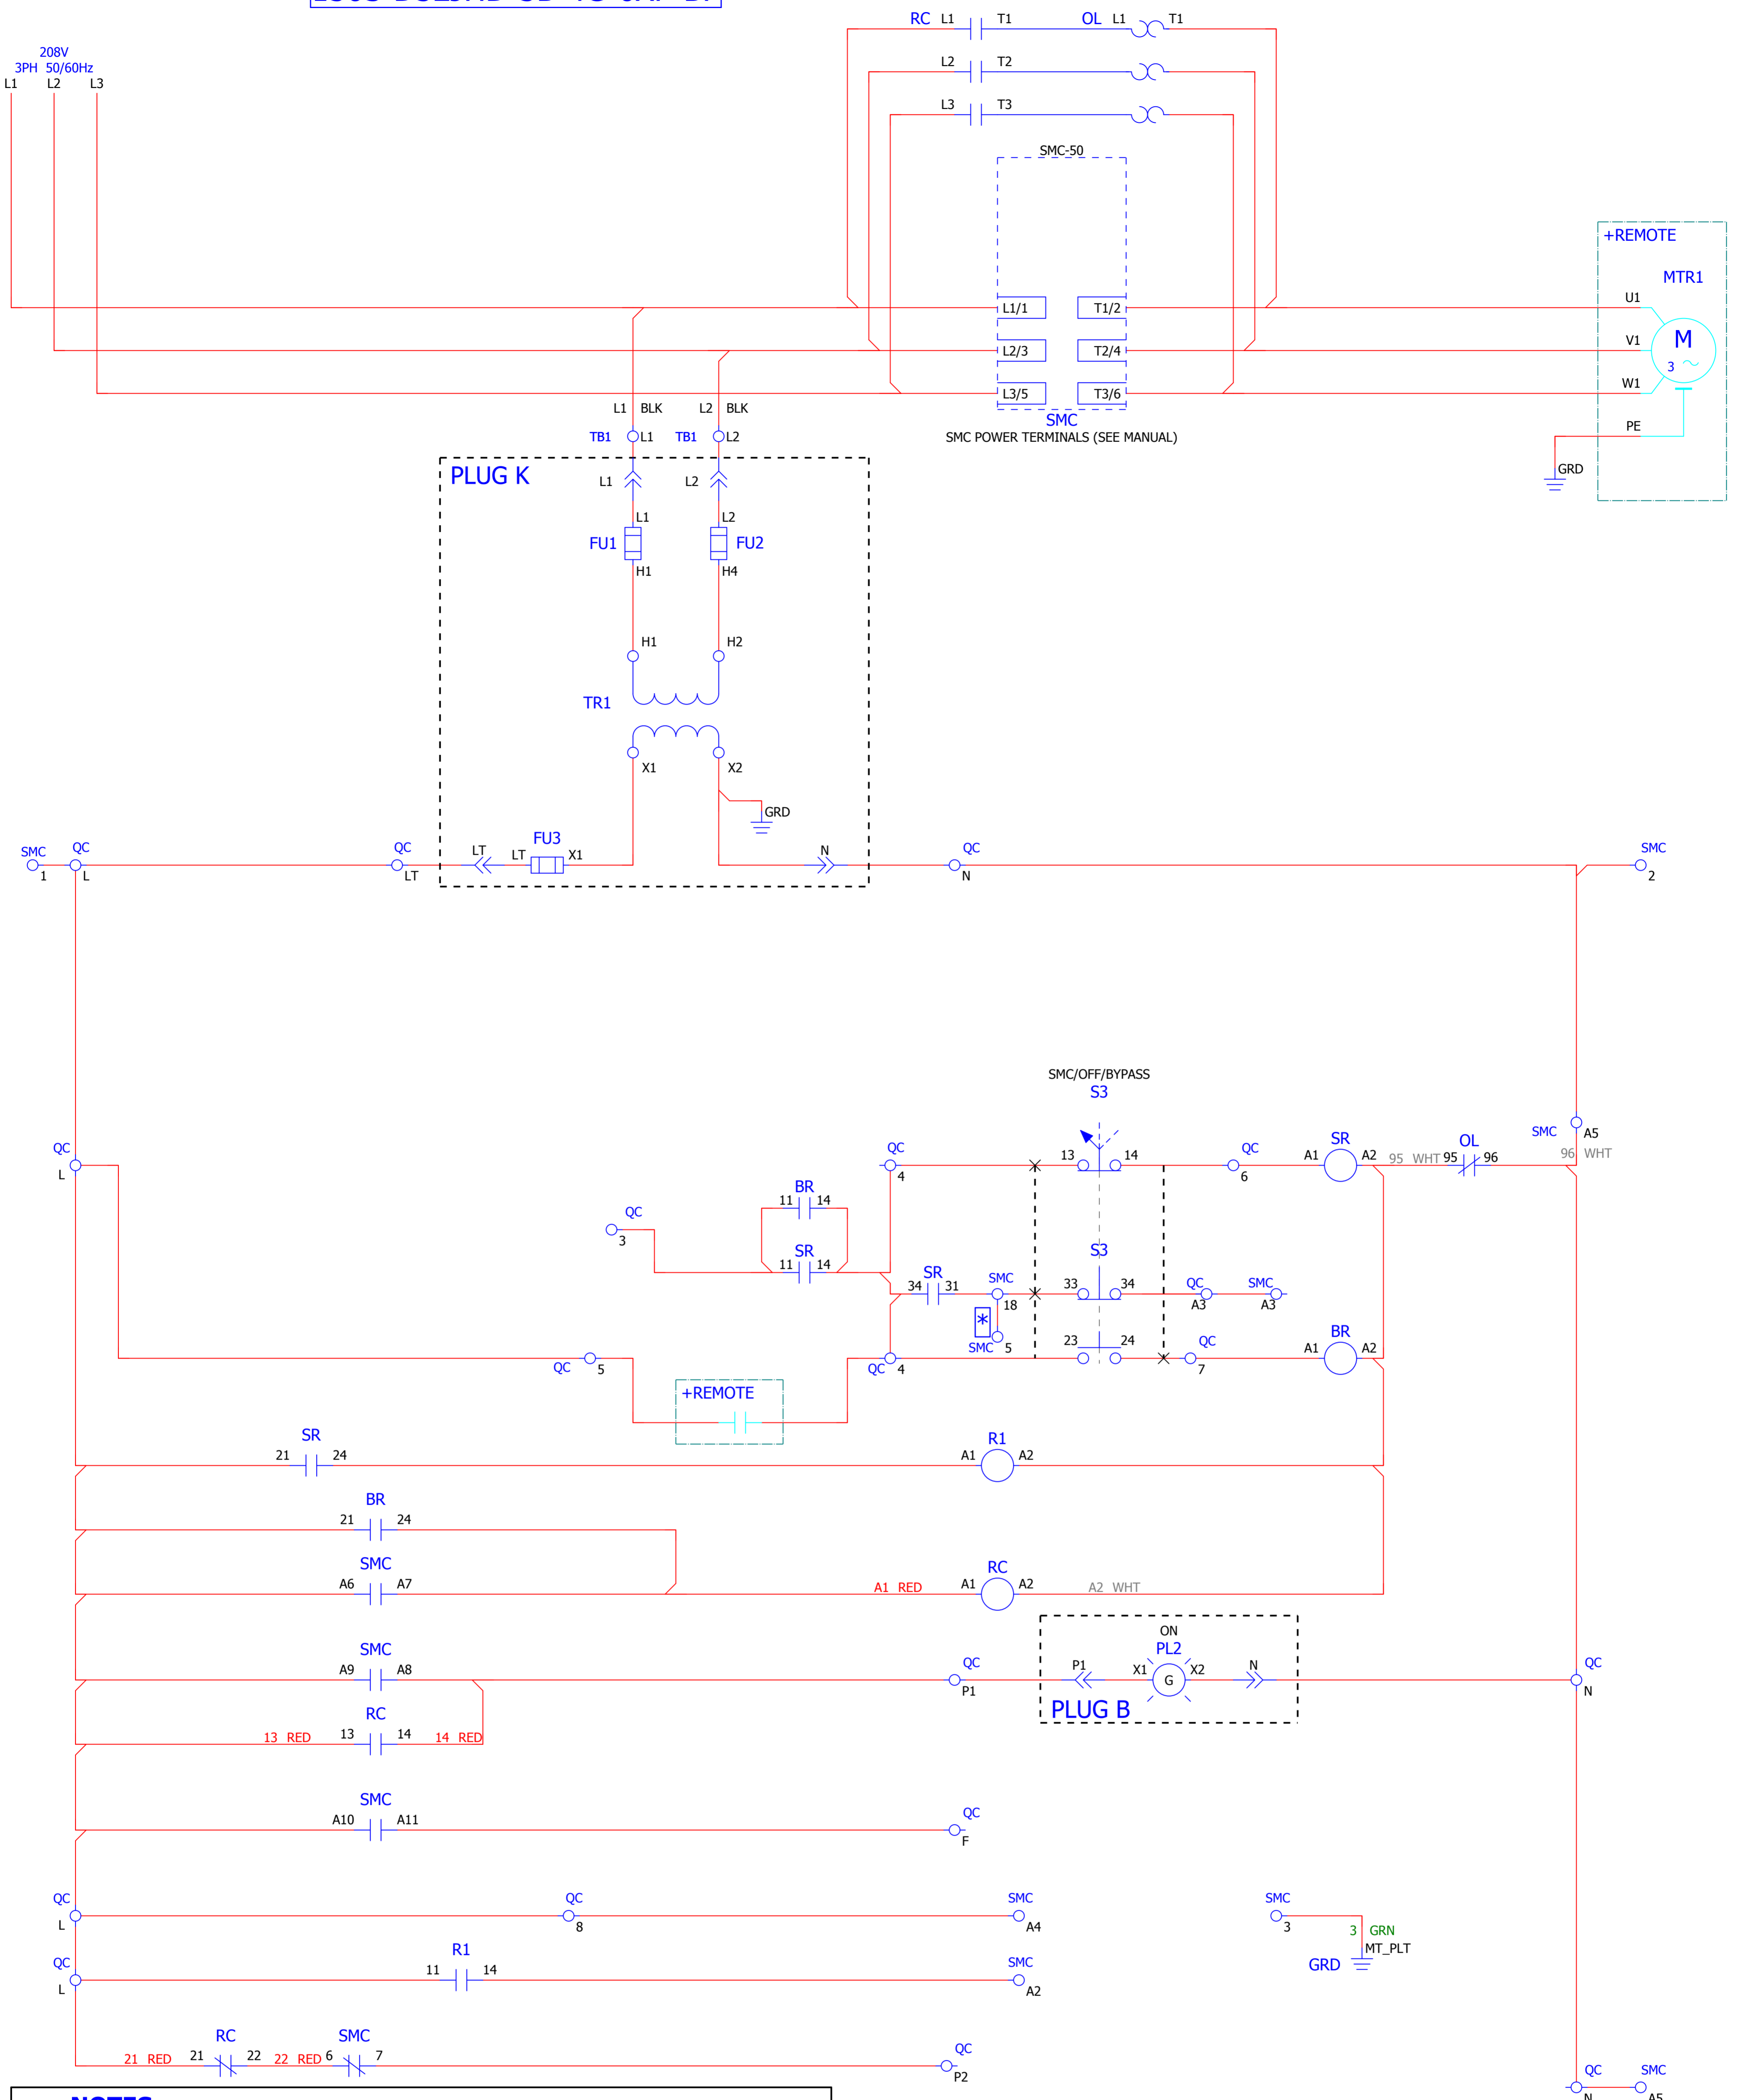 208V
3PH 50/60Hz
L1 L2 L3
RC L1 T1 OL L1 T1
L2 T2
L3 T3
SMC-50
L1/1 T1/2
L2/3 T2/4
L3/5 T3/6
SMC
SMC POWER TERMINALS (SEE MANUAL)
+REMOTE
MTR1
U1
V1
W1
M
3
PE
GRD
L1 BLK L2 BLK
TB1 L1 TB1 L2
PLUG K
L1 L2
L1 L2
FU1 FU2
H1 H4
H1 H2
TR1
X1 X2
GRD
SMC QC QC LT LT FU3 X1 N QC SMC
1 L LT N 2
SMC/OFF/BYPASS
S3
SMC A5
QC QC 13 14 QC SR OL
L 4 6 A1 A2 95 WHT 95 96 96 WHT
BR
11 14
QC
3
SR
11 14
S3
SR
34 31 SMC 33 34 QC SMC
18 A3 A3
*
SMC 5
QC 5 QC 4 23 24 QC BR
7 A1 A2
+REMOTE
SR R1
21 24 A1 A2
BR
21 24
SMC RC
A6 A7 A1 RED A1 A2 A2 WHT
SMC QC P1 ON N QC
A9 A8 P1 PL2 N
X1 G X2
PLUG B
RC
13 RED 13 14 14 RED
SMC QC
A10 A11 F
QC QC SMC SMC
L 8 A4 3
3 GRN
MT_PLT
GRD
QC R1 SMC
L 11 14 A2
RC SMC QC
21 RED 21 22 22 RED 6 7 P2
QC SMC
N A5
NOTES